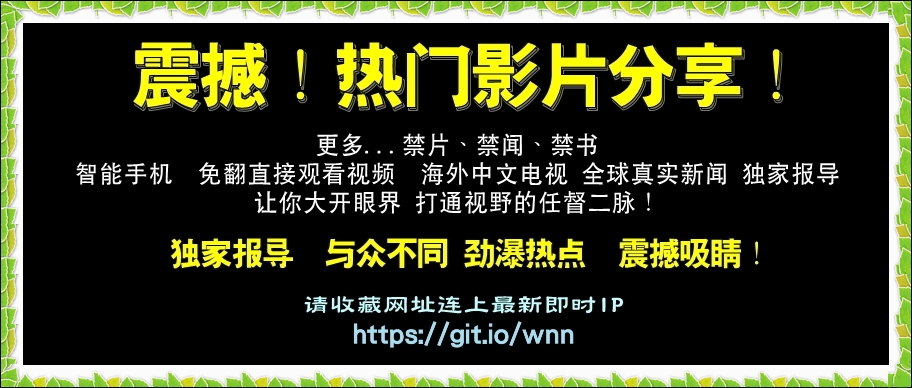 震撼！热门影片分享！
更多...禁片、禁闻、禁书
智能手机 免翻直接观看视频 海外中文电视 全球真实新闻 独家报导
让你大开眼界 打通视野的任督二脉！
独家报导 与众不同 劲瀑热点 震撼吸睛！
请收藏网址连上最新即时IP
https://git.io/wnn